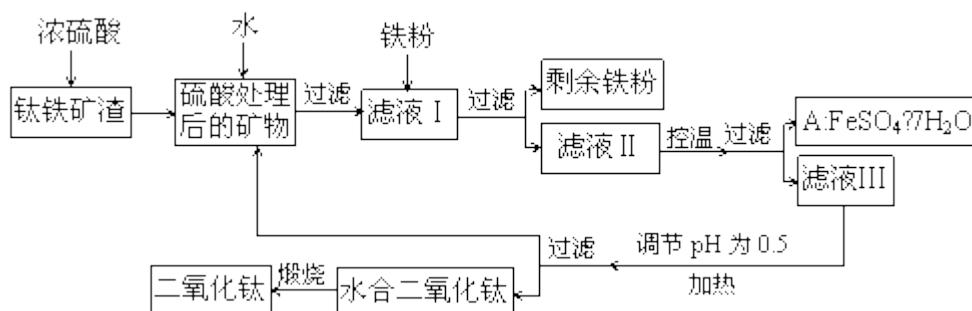 浓硫酸
水
铁粉
钛铁矿渣
硫酸处理
后的矿物
过滤
滤液 I
过滤
剩余铁粉
滤液 II
控温
过滤
A:FeSO₄?7H₂O
滤液III
调节 pH 为 0.5
加热
过滤
水合二氧化钛
煅烧
二氧化钛